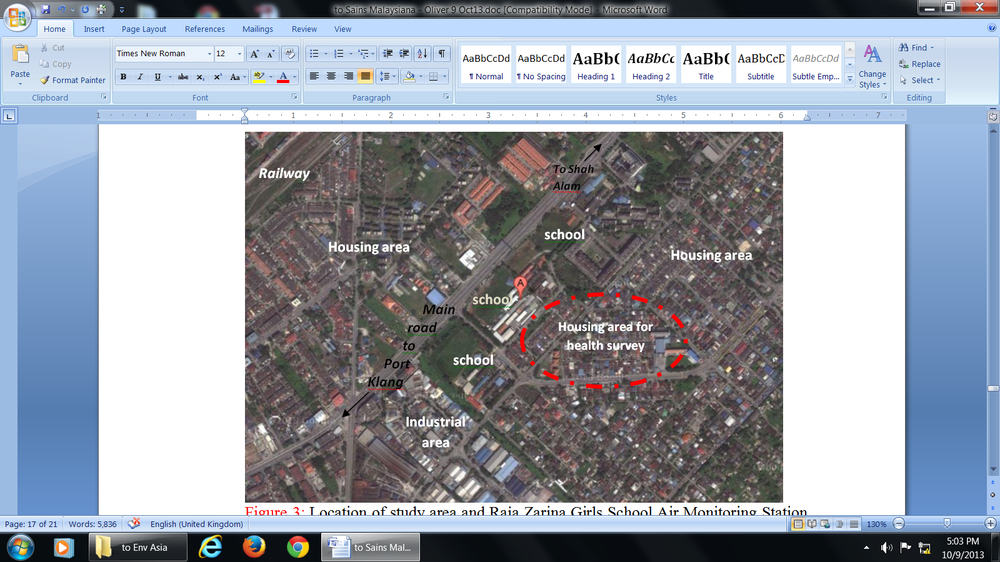 to Sains Malaysiana - Oliver 9 Oct13.doc [Compatibility Mode] - Microsoft Word
Home Insert Page Layout References Mailings Review View
Paste
Cut
Copy
Format Painter
Clipboard
Times New Roman 12
Font
Paragraph
AaBbCcDd AaBbCcDd AaBbC AaBbCc AaBbC AaBbCcD AaBbCcDd
¶ Normal ¶ No Spacing Heading 1 Heading 2 Title Subtitle Subtle Emp...
Change
Styles
Styles
Find
Replace
Select
Editing
1 1 2 3 4 5 6 7
Railway
To Shah
Alam
school
Housing area
Housing area
A
school
Main
road
to
Port
Klang
Housing area for
health survey
school
Industrial
area
Figure 3: Location of study area and Raja Zarina Girls School Air Monitoring Station
Page: 17 of 21 Words: 5,836 English (United Kingdom) 130%
to Env Asia to Sains Mal... 5:03 PM
10/9/2013